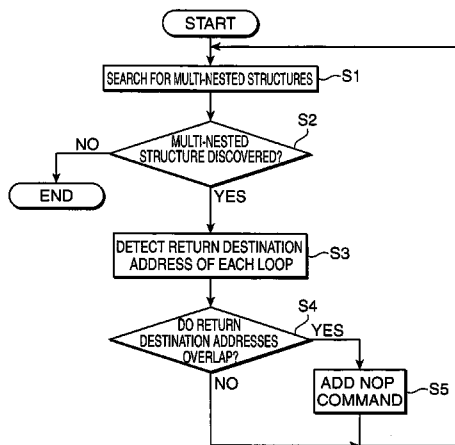 START
SEARCH FOR MULTI-NESTED STRUCTURES
S1
S2
MULTI-NESTED
STRUCTURE DISCOVERED?
NO
END
YES
DETECT RETURN DESTINATION
ADDRESS OF EACH LOOP
S3
S4
DO RETURN
DESTINATION ADDRESSES
OVERLAP?
YES
NO
ADD NOP
COMMAND
S5